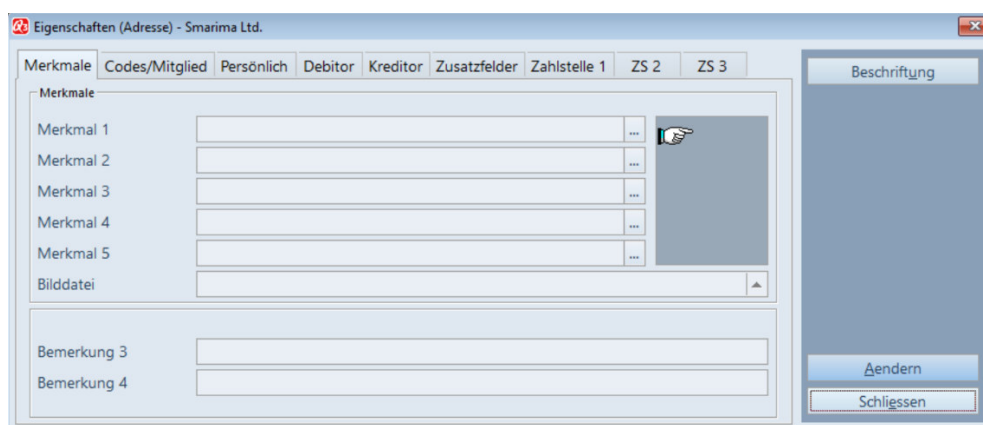 Eigenschaften (Adresse) - Smarima Ltd.
Merkmale Codes/Mitglied Persönlich Debitor Kreditor Zusatzfelder Zahlstelle 1 ZS 2 ZS 3
Beschriftung
Merkmale
Merkmal 1 ...
Merkmal 2 ...
Merkmal 3 ...
Merkmal 4 ...
Merkmal 5 ...
Bilddatei
Bemerkung 3
Bemerkung 4
Aendern
Schliessen